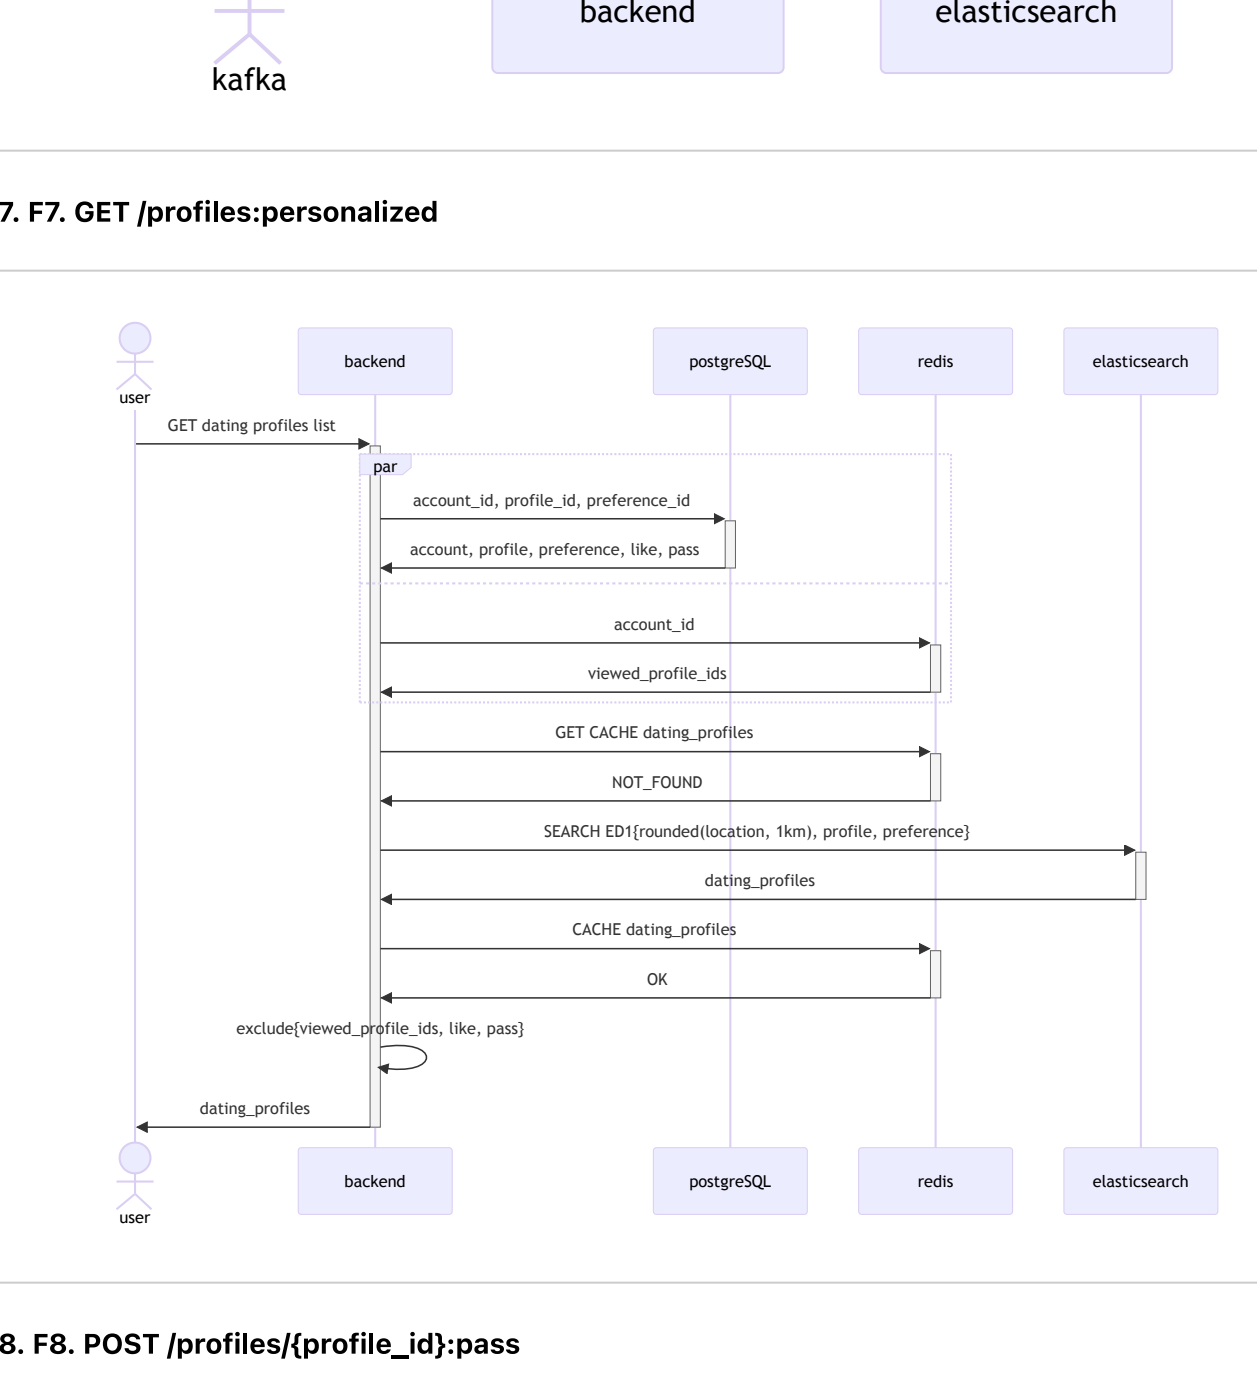 backend
elasticsearch
kafka
7. F7. GET /profiles:personalized
user
backend
postgreSQL
redis
elasticsearch
GET dating profiles list
par
account_id, profile_id, preference_id
account, profile, preference, like, pass
account_id
viewed_profile_ids
GET CACHE dating_profiles
NOT_FOUND
SEARCH ED1{rounded(location, 1km), profile, preference}
dating_profiles
CACHE dating_profiles
OK
exclude{viewed_profile_ids, like, pass}
dating_profiles
user
backend
postgreSQL
redis
elasticsearch
8. F8. POST /profiles/{profile_id}:pass